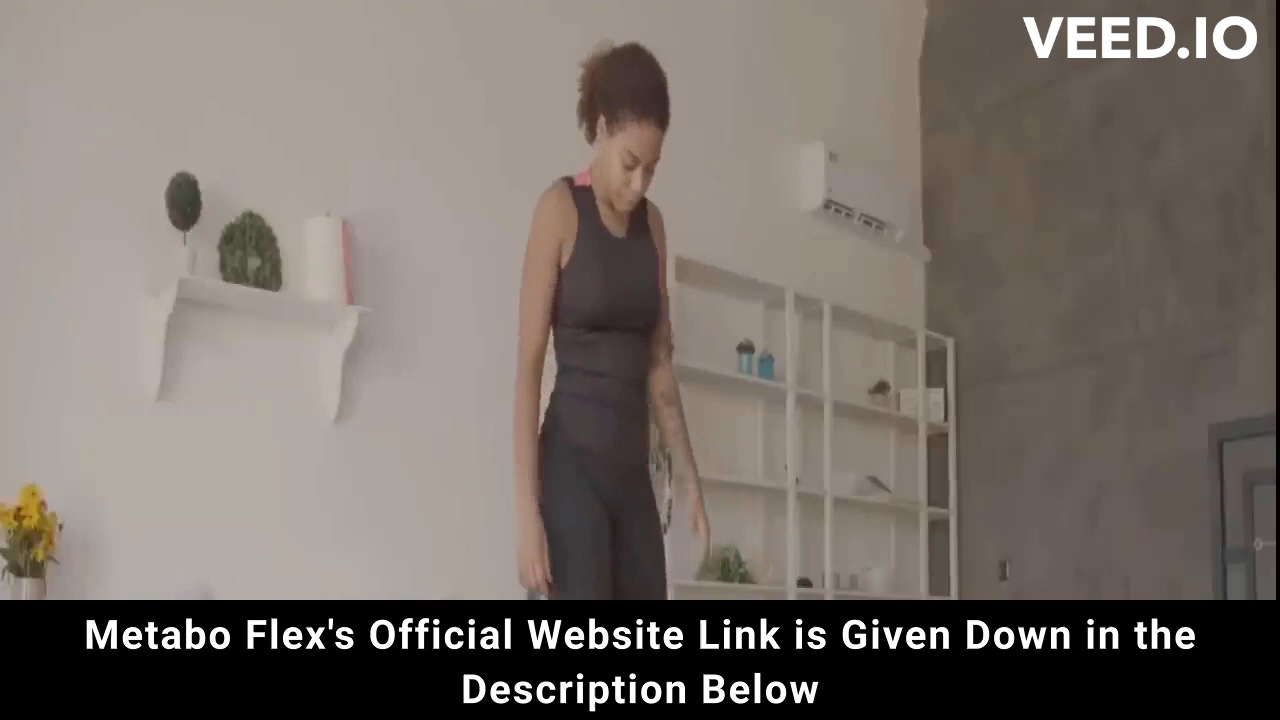 VEED.IO
Metabo Flex's Official Website Link is Given Down in the
Description Below